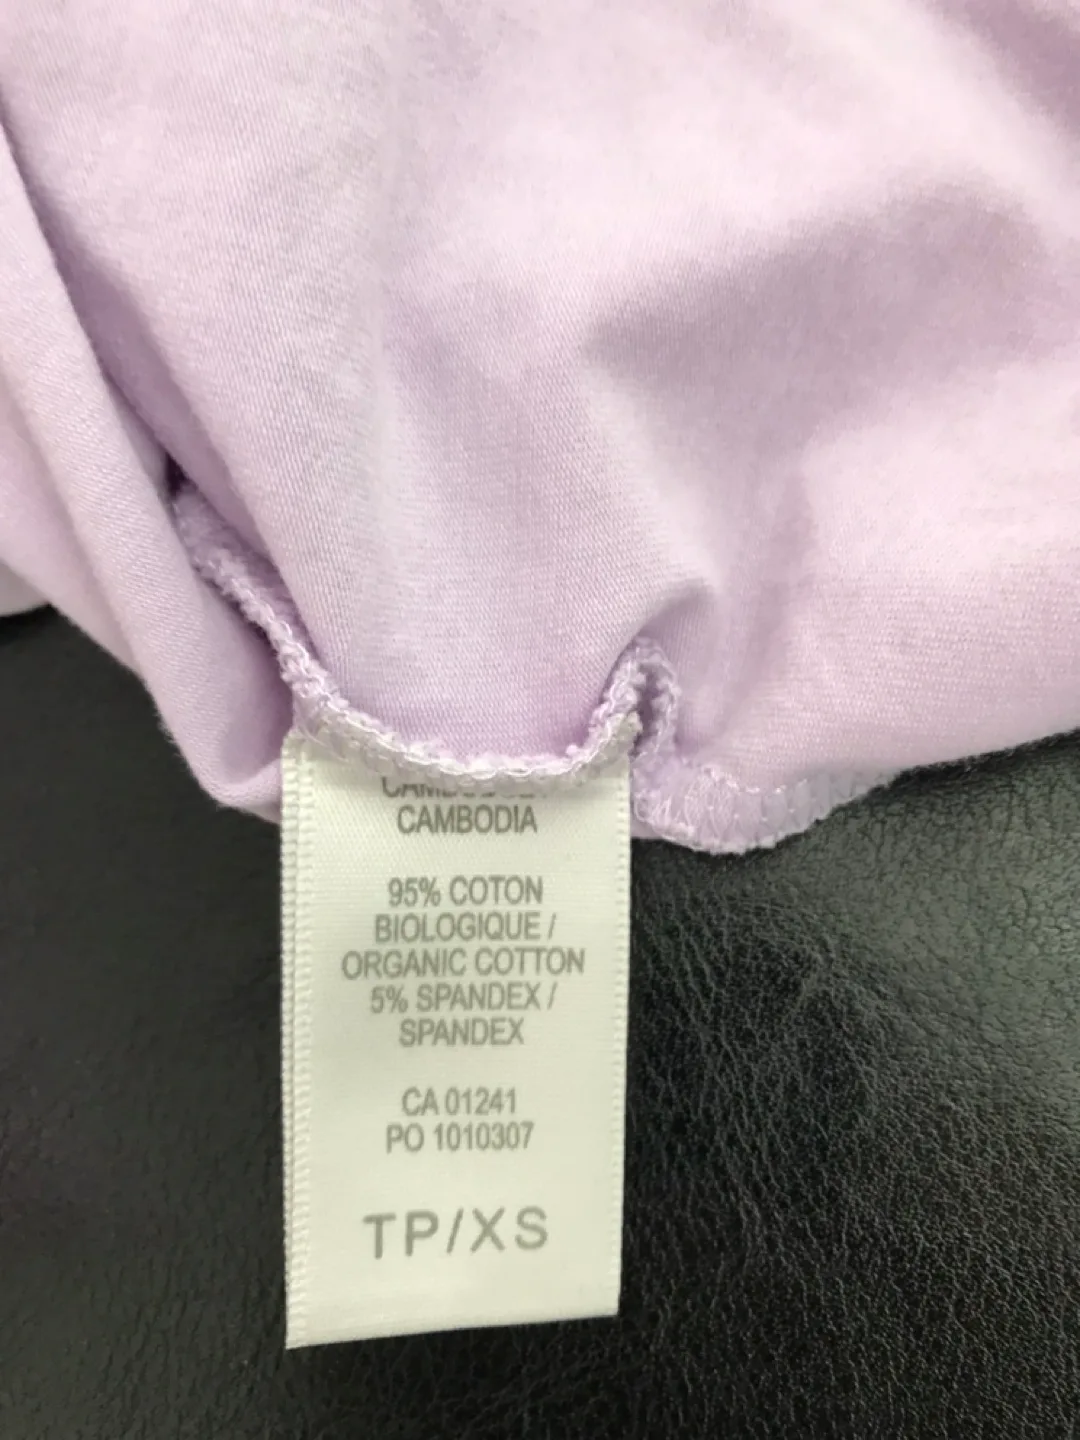 CAMBODIA
95% COTON
BIOLOGIQUE /
ORGANIC COTTON
5% SPANDEX /
SPANDEX
CA 01241
PO 1010307
TP/XS